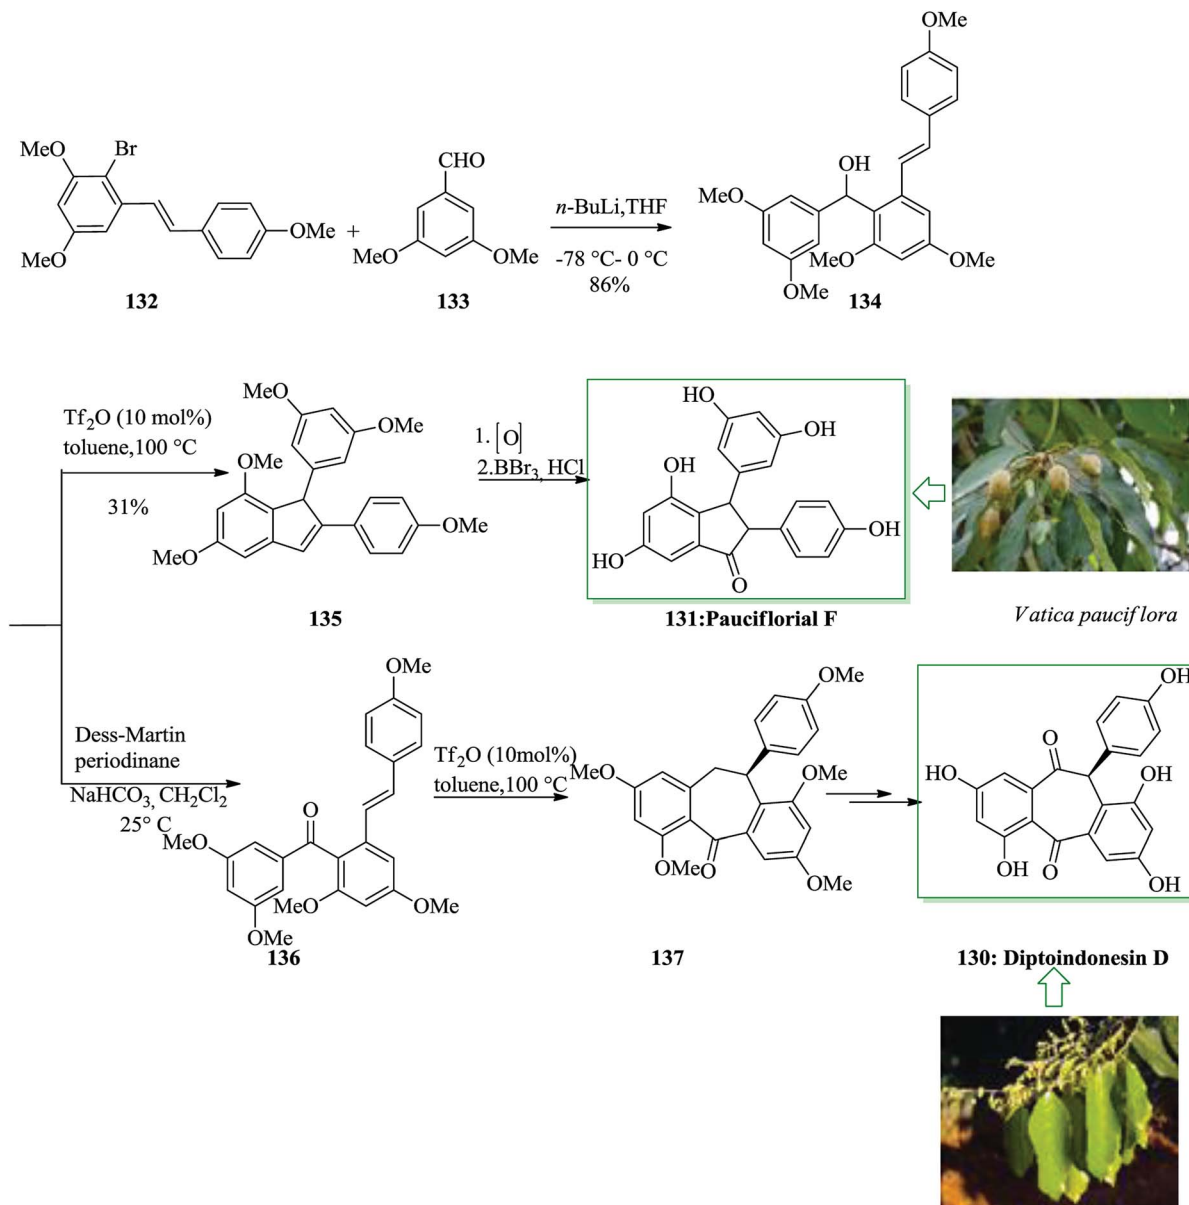 OMe
MeO
Br
CHO
OH
n-BuLi,THF
MeO
OMe
+
MeO
OMe
-78 °C- 0 °C
86%
MeO
MeO
OMe
OMe
132
133
134
MeO
OMe
Tf2O (10 mol%)
toluene,100 °C
31%
OMe
MeO
OMe
1. [O]
2.BBr3, HCl
HO
OH
OH
HO
OH
O
135
131:Pauciflorial F
Vatica pauciflora
OMe
Dess-Martin
periodinane
NaHCO3, CH2Cl2
25° C
O
MeO
MeO
OMe
OMe
136
Tf2O (10mol%)
toluene,100 °C
OMe
MeO
OMe
OMe
MeO
O
OMe
137
OH
O
HO
OH
OH
O
OH
130: Diptoindonesin D